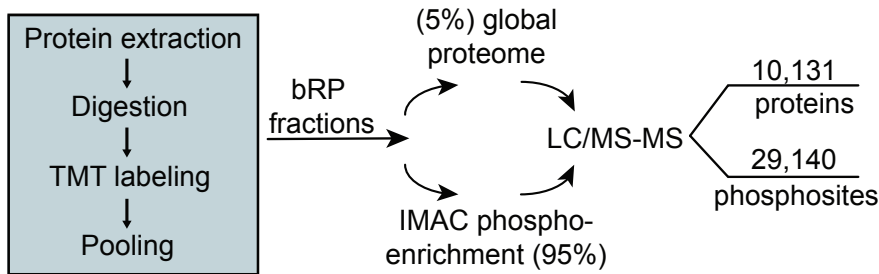 Protein extraction
Digestion
TMT labeling
Pooling
bRP
fractions
(5%) global
proteome
IMAC phospho-
enrichment (95%)
LC/MS-MS
10,131
proteins
29,140
phosphosites